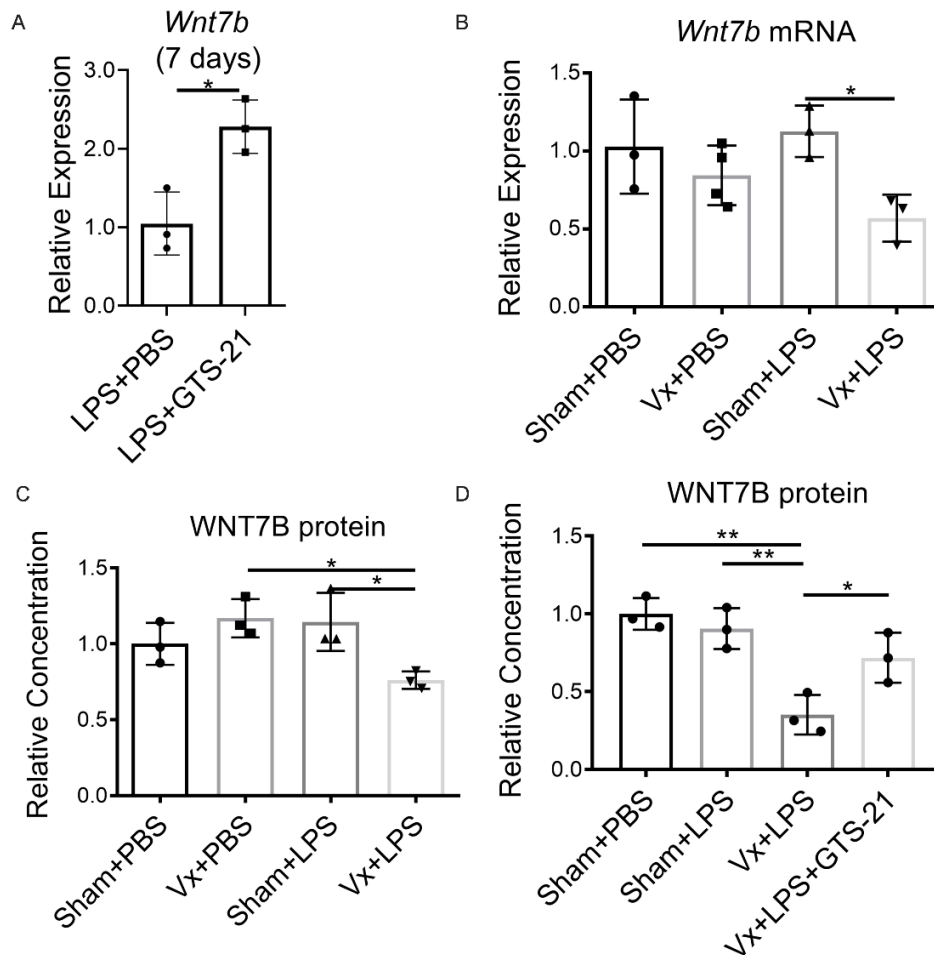 A
Wnt7b
(7 days)
*
3.0
2.0
1.0
0.0
Relative Expression
LPS+PBS
LPS+GTS-21
B
Wnt7b mRNA
*
1.5
1.0
0.5
0.0
Relative Expression
Sham+PBS
Vx+PBS
Sham+LPS
Vx+LPS
C
WNT7B protein
*
*
1.5
1.0
0.5
0.0
Relative Concentration
Sham+PBS
Vx+PBS
Sham+LPS
Vx+LPS
D
WNT7B protein
**
**
*
1.5
1.0
0.5
0.0
Relative Concentration
Sham+PBS
Sham+LPS
Vx+LPS
Vx+LPS+GTS-21